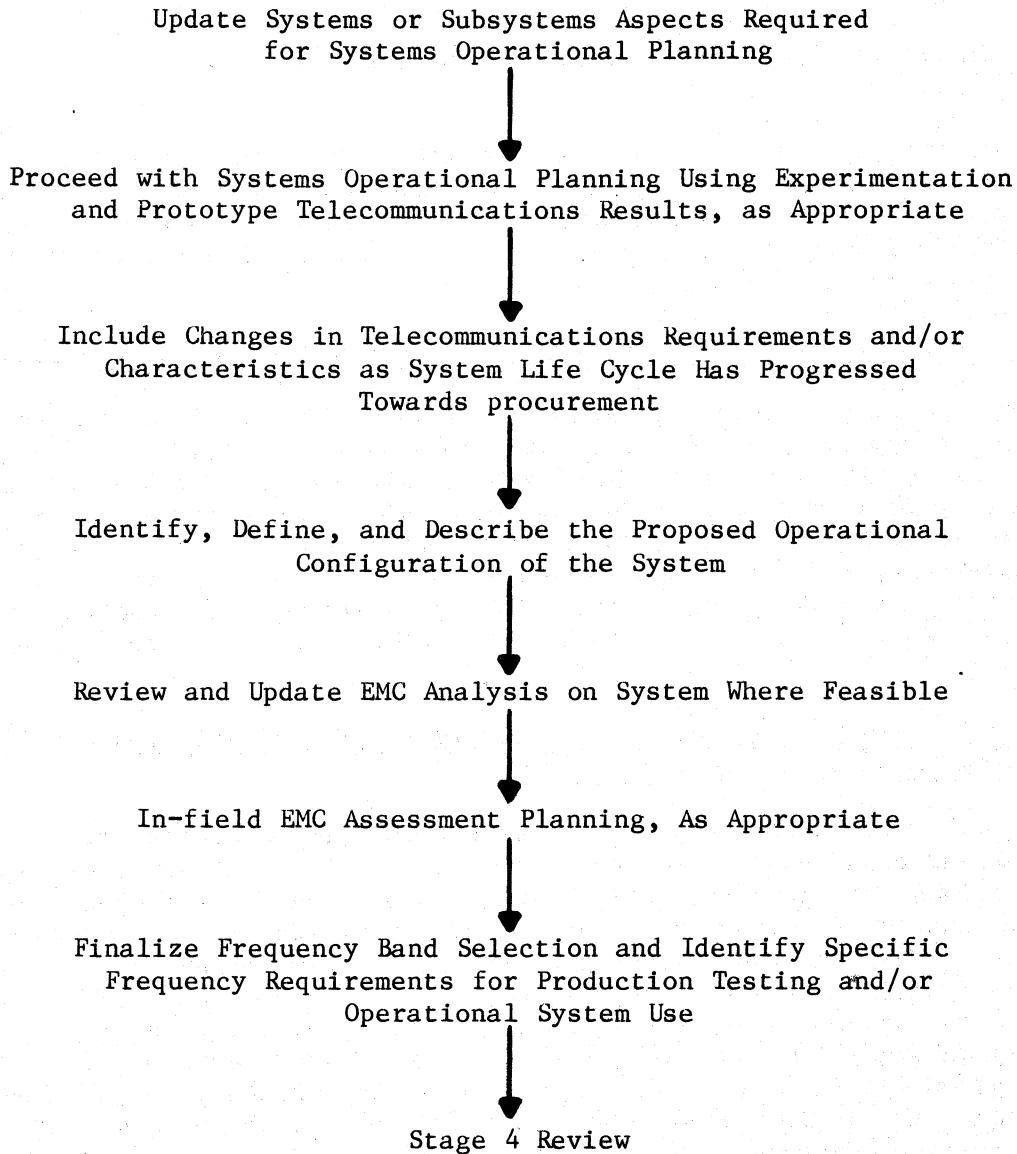 Update Systems or Subsystems Aspects Required
for Systems Operational Planning
Proceed with Systems Operational Planning Using Experimentation
and Prototype Telecommunications Results, as Appropriate
Include Changes in Telecommunications Requirements and/or
Characteristics as System Life Cycle Has Progressed
Towards procurement
Identify, Define, and Describe the Proposed Operational
Configuration of the System
Review and Update EMC Analysis on System Where Feasible
In-field EMC Assessment Planning, As Appropriate
Finalize Frequency Band Selection and Identify Specific
Frequency Requirements for Production Testing and/or
Operational System Use
Stage 4 Review